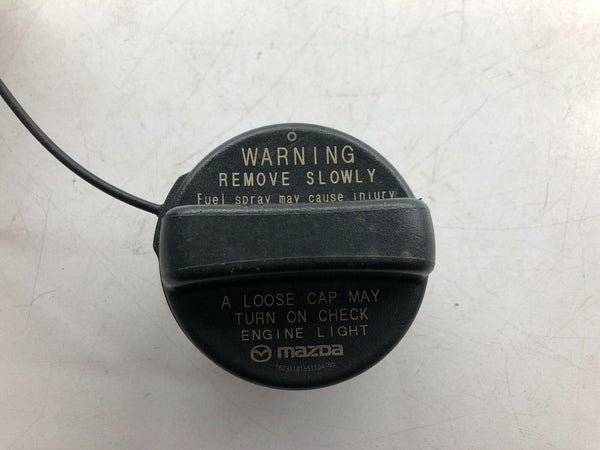 WARNING
REMOVE SLOWLY
Fuel spray may cause injury
A LOOSE CAP MAY
TURN ON CHECK
ENGINE LIGHT
mazda